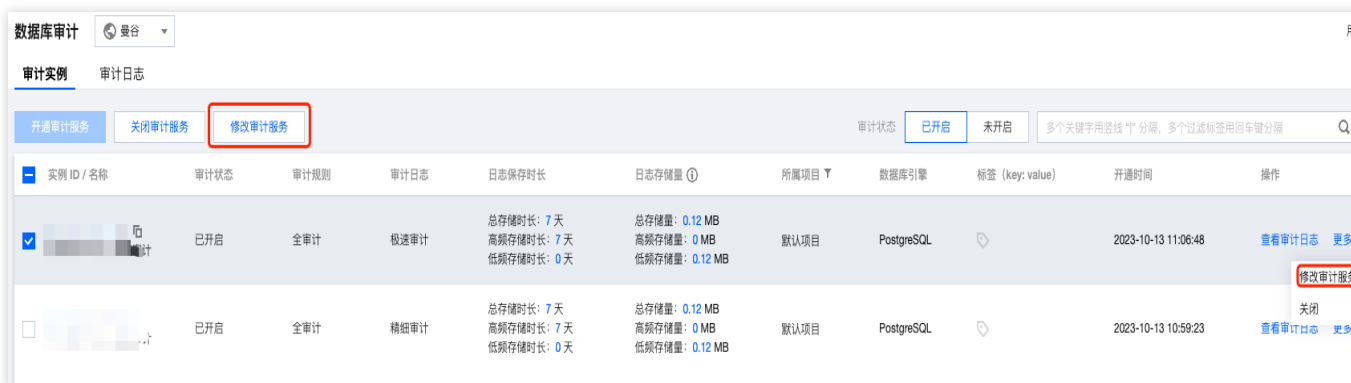 数据库审计 曼谷
审计实例 审计日志
开通审计服务 关闭审计服务 修改审计服务 审计状态 已开启 未开启 多个关键字用竖线 "|" 分隔，多个过滤标签用回车键分隔
实例 ID / 名称 审计状态 审计规则 审计日志 日志保存时长 日志存储量 所属项目 数据库引擎 标签（key: value） 开通时间 操作
总存储时长：7 天 总存储量：0.12 MB
已开启 全审计 极速审计 高频存储时长：7 天 高频存储量：0 MB 默认项目 PostgreSQL 2023-10-13 11:06:48 查看审计日志 更多
低频存储时长：0 天 低频存储量：0.12 MB
修改审计服务
关闭
总存储时长：7 天 总存储量：0.12 MB
已开启 全审计 精细审计 高频存储时长：7 天 高频存储量：0 MB 默认项目 PostgreSQL 2023-10-13 10:59:23 查看审计日志 更多
低频存储时长：0 天 低频存储量：0.12 MB